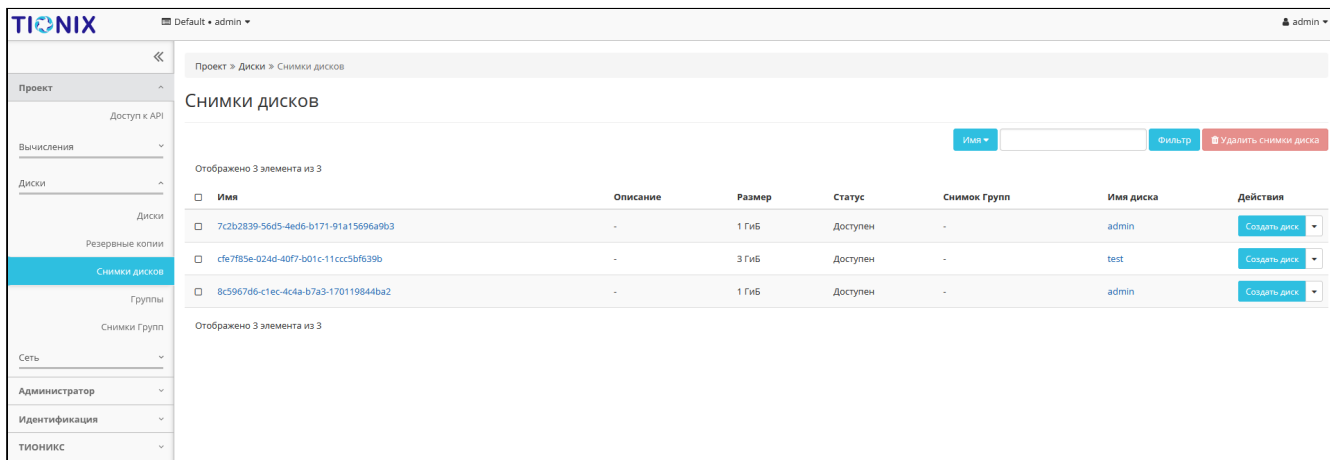 TIONIX
Default • admin
admin
Проект » Диски » Снимки дисков
Проект
Снимки дисков
Доступ к API
Имя Фильтр Удалить снимки диска
Вычисления
Отображено 3 элемента из 3
Диски
Имя Описание Размер Статус Снимок Групп Имя диска Действия
Диски
7c2b2839-56d5-4ed6-b171-91a15696a9b3 - 1 ГиБ Доступен - admin Создать диск
Резервные копии
cfe7f85e-024d-40f7-b01c-11ccc5bf639b - 3 ГиБ Доступен - test Создать диск
Снимки дисков
8c5967d6-c1ec-4c4a-b7a3-170119844ba2 - 1 ГиБ Доступен - admin Создать диск
Группы
Снимки Групп
Отображено 3 элемента из 3
Сеть
Администратор
Идентификация
ТИОНИКС